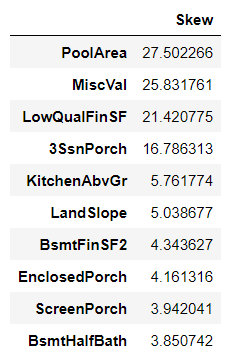 Skew
PoolArea 27.502266
MiscVal 25.831761
LowQualFinSF 21.420775
3SsnPorch 16.786313
KitchenAbvGr 5.761774
LandSlope 5.038677
BsmtFinSF2 4.343627
EnclosedPorch 4.161316
ScreenPorch 3.942041
BsmtHalfBath 3.850742